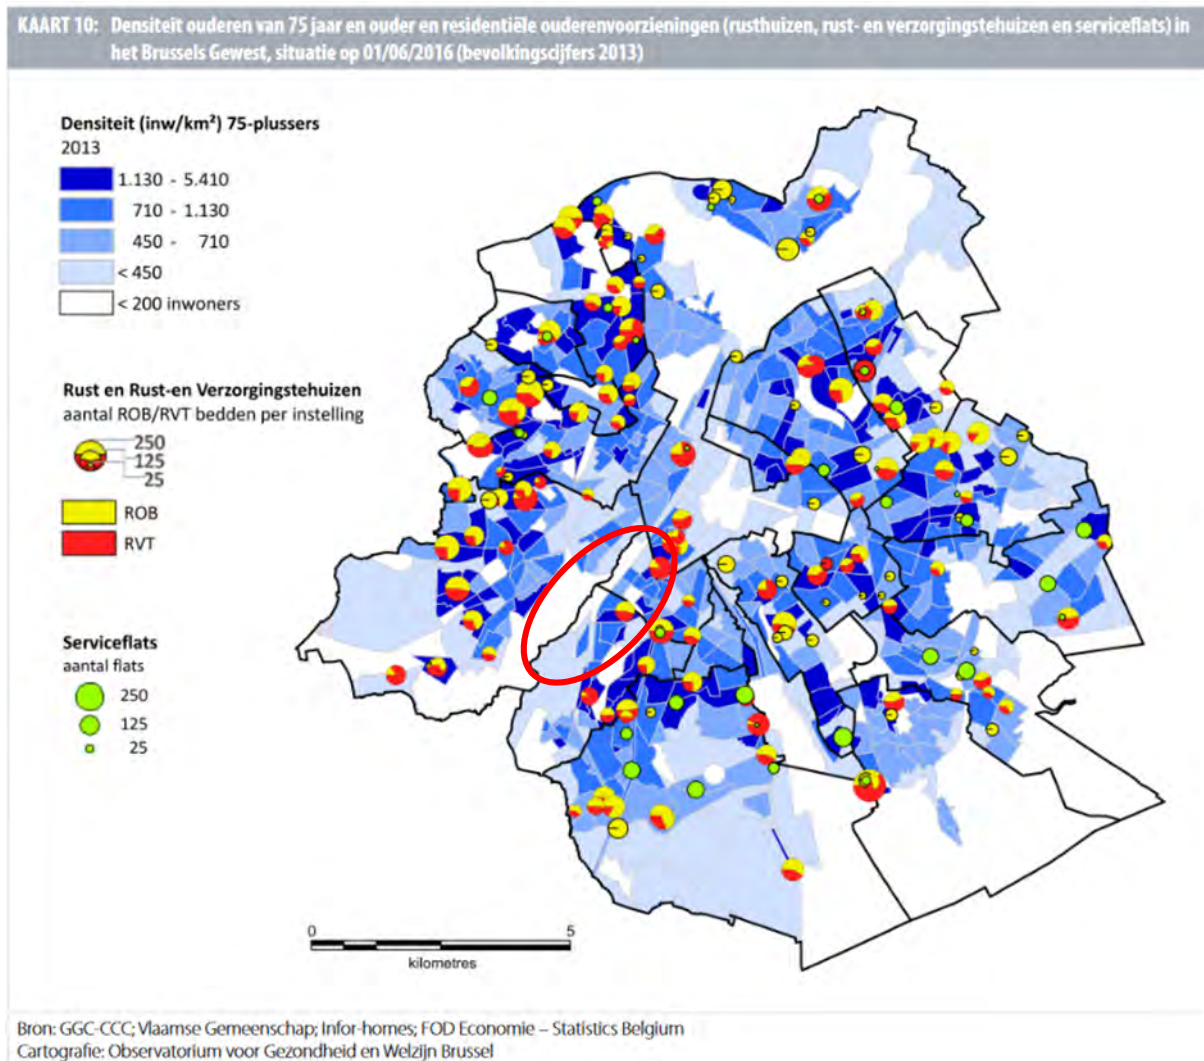 KAART 10: Densiteit ouderen van 75 jaar en ouder en residentiële ouderenvoorzieningen (rusthuizen, rust- en verzorgingstehuizen en serviceflats) in
het Brussels Gewest, situatie op 01/06/2016 (bevolkingscijfers 2013)
Densiteit (inw/km²) 75-plussers
2013
1.130 - 5.410
710 - 1.130
450 - 710
< 450
< 200 inwoners
Rust en Rust-en Verzorgingstehuizen
aantal ROB/RVT bedden per instelling
250
125
25
ROB
RVT
Serviceflats
aantal flats
250
125
25
0 5
kilometres
Bron: GGC-CCC; Vlaamse Gemeenschap; Infor-homes; FOD Economie – Statistics Belgium
Cartografie: Observatorium voor Gezondheid en Welzijn Brussel